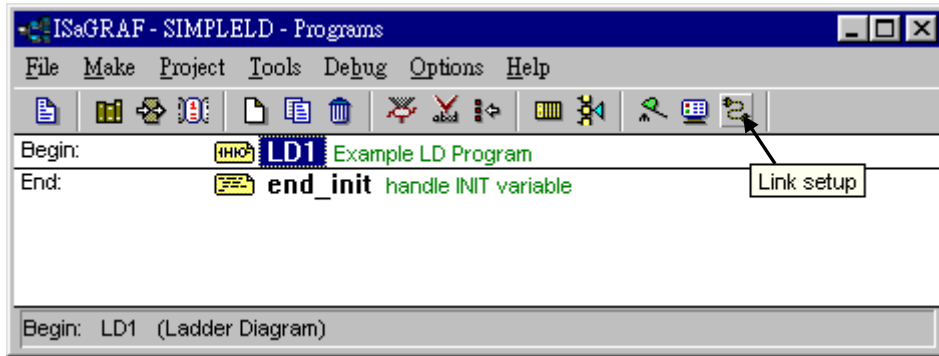 ISaGRAF - SIMPLELD - Programs
File Make Project Tools Debug Options Help
Begin: LD1 Example LD Program
End: end_init handle INIT variable
Link setup
Begin: LD1 (Ladder Diagram)